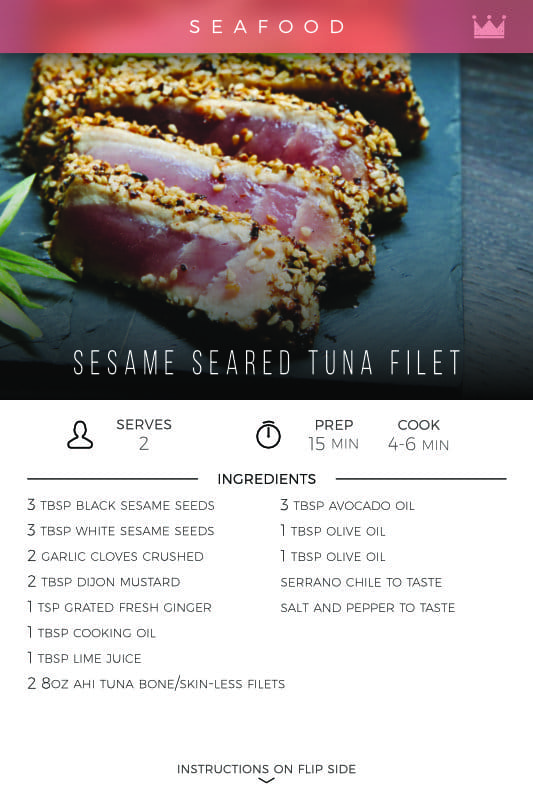 SEAFOOD
SESAME SEARED TUNA FILET
SERVES
2
PREP
15 MIN
COOK
4-6 MIN
INGREDIENTS
3 TBSP BLACK SESAME SEEDS
3 TBSP WHITE SESAME SEEDS
2 GARLIC CLOVES CRUSHED
2 TBSP DIJON MUSTARD
1 TSP GRATED FRESH GINGER
1 TBSP COOKING OIL
1 TBSP LIME JUICE
2 8OZ AHI TUNA BONE/SKIN-LESS FILETS
3 TBSP AVOCADO OIL
1 TBSP OLIVE OIL
1 TBSP OLIVE OIL
SERRANO CHILE TO TASTE
SALT AND PEPPER TO TASTE
INSTRUCTIONS ON FLIP SIDE